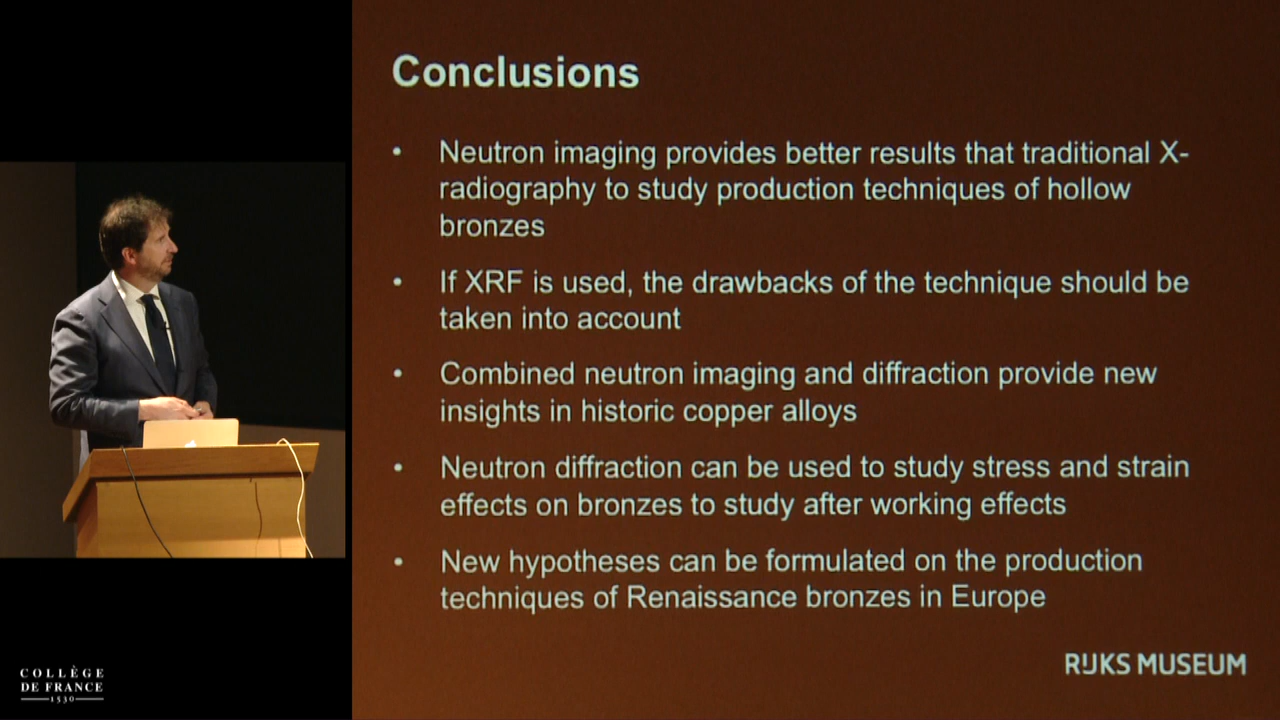 Conclusions
• Neutron imaging provides better results that traditional X-
radiography to study production techniques of hollow
bronzes
• If XRF is used, the drawbacks of the technique should be
taken into account
• Combined neutron imaging and diffraction provide new
insights in historic copper alloys
• Neutron diffraction can be used to study stress and strain
effects on bronzes to study after working effects
• New hypotheses can be formulated on the production
techniques of Renaissance bronzes in Europe
RIJKS MUSEUM
COLLÈGE
DE FRANCE
1530